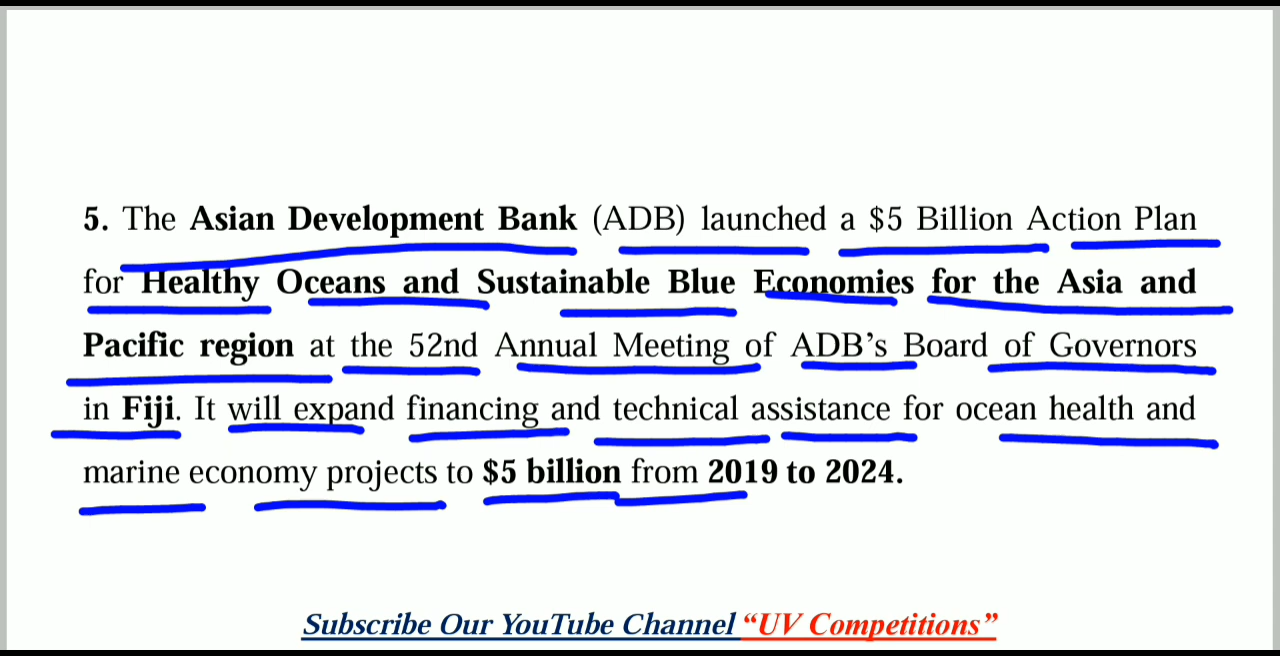 5. The Asian Development Bank (ADB) launched a $5 Billion Action Plan
for Healthy Oceans and Sustainable Blue Economies for the Asia and
Pacific region at the 52nd Annual Meeting of ADB’s Board of Governors
in Fiji. It will expand financing and technical assistance for ocean health and
marine economy projects to $5 billion from 2019 to 2024.
Subscribe Our YouTube Channel “UV Competitions”